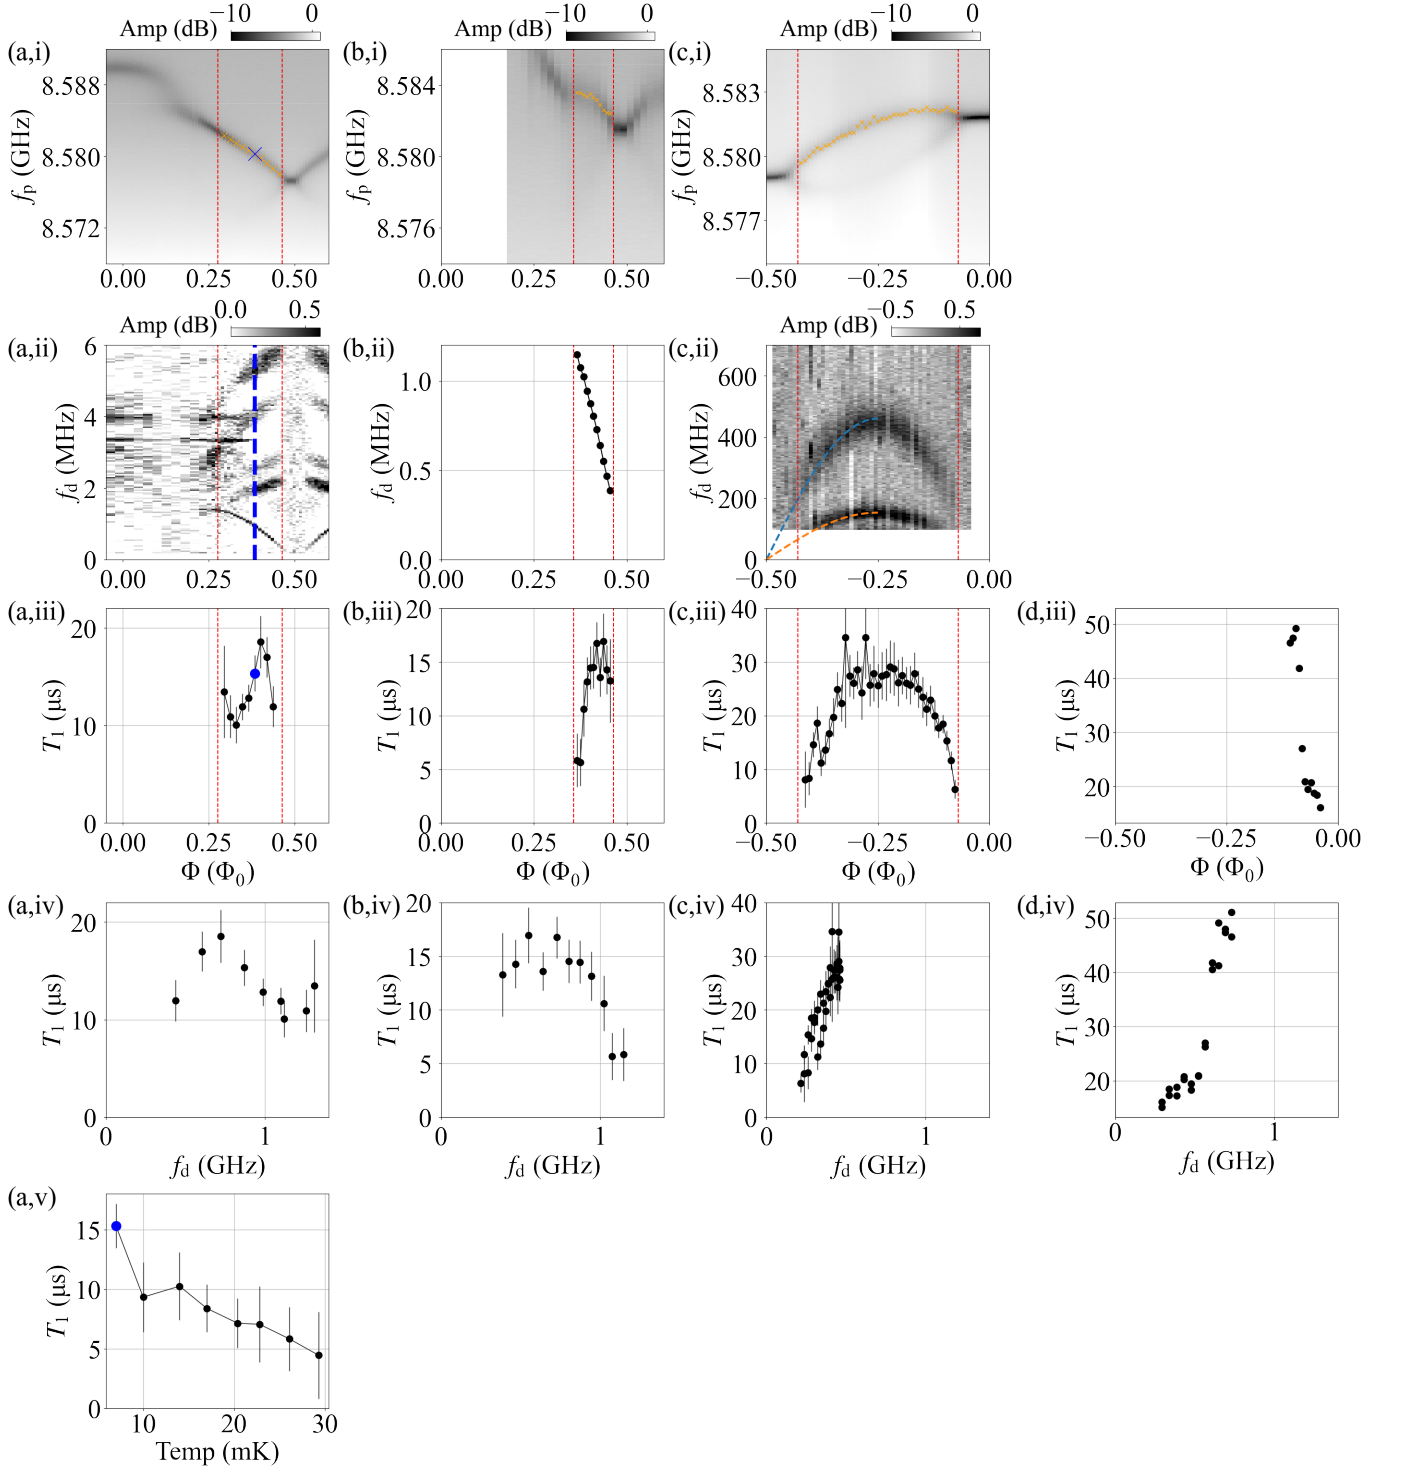 −10 0 −10 0 −10 0
Amp (dB) Amp (dB) Amp (dB)
(a,i) (b,i) (c,i)
8.588
8.580
8.572
fp (GHz)
8.584
8.580
8.576
fp (GHz)
8.583
8.580
8.577
fp (GHz)
0.00 0.25 0.50
0.00 0.25 0.50
−0.50 −0.25 0.00
0.0 0.5
Amp (dB)
−0.5 0.5
Amp (dB)
(a,ii) (b,ii) (c,ii)
6
4
2
0
fd (MHz)
1.0
0.5
0.0
fd (MHz)
600
400
200
0
fd (MHz)
0.00 0.25 0.50
0.00 0.25 0.50
−0.50 −0.25 0.00
(a,iii) (b,iii) (c,iii) (d,iii)
20
10
0
T1 (μs)
20
15
10
5
0
T1 (μs)
40
30
20
10
0
T1 (μs)
50
40
30
20
T1 (μs)
0.00 0.25 0.50
0.00 0.25 0.50
−0.50 −0.25 0.00
−0.50 −0.25 0.00
Φ (Φ0) Φ (Φ0) Φ (Φ0) Φ (Φ0)
(a,iv) (b,iv) (c,iv) (d,iv)
20
10
0
T1 (μs)
20
15
10
5
0
T1 (μs)
40
30
20
10
0
T1 (μs)
50
40
30
20
T1 (μs)
0 1 0 1 0 1 0 1
fd (GHz) fd (GHz) fd (GHz) fd (GHz)
(a,v)
15
10
5
0
T1 (μs)
10 20 30
Temp (mK)